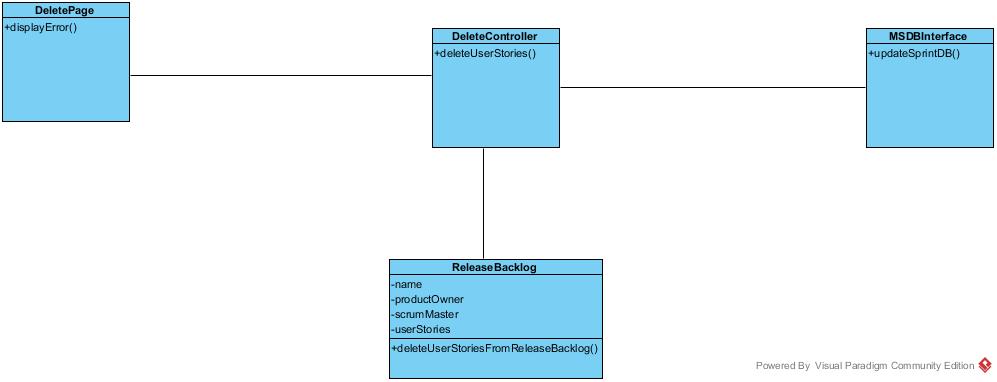 DeletePage
+displayError()
DeleteController
+deleteUserStories()
MSDBInterface
+updateSprintDB()
ReleaseBacklog
-name
-productOwner
-scrumMaster
-userStories
+deleteUserStoriesFromReleaseBacklog()
Powered By Visual Paradigm Community Edition